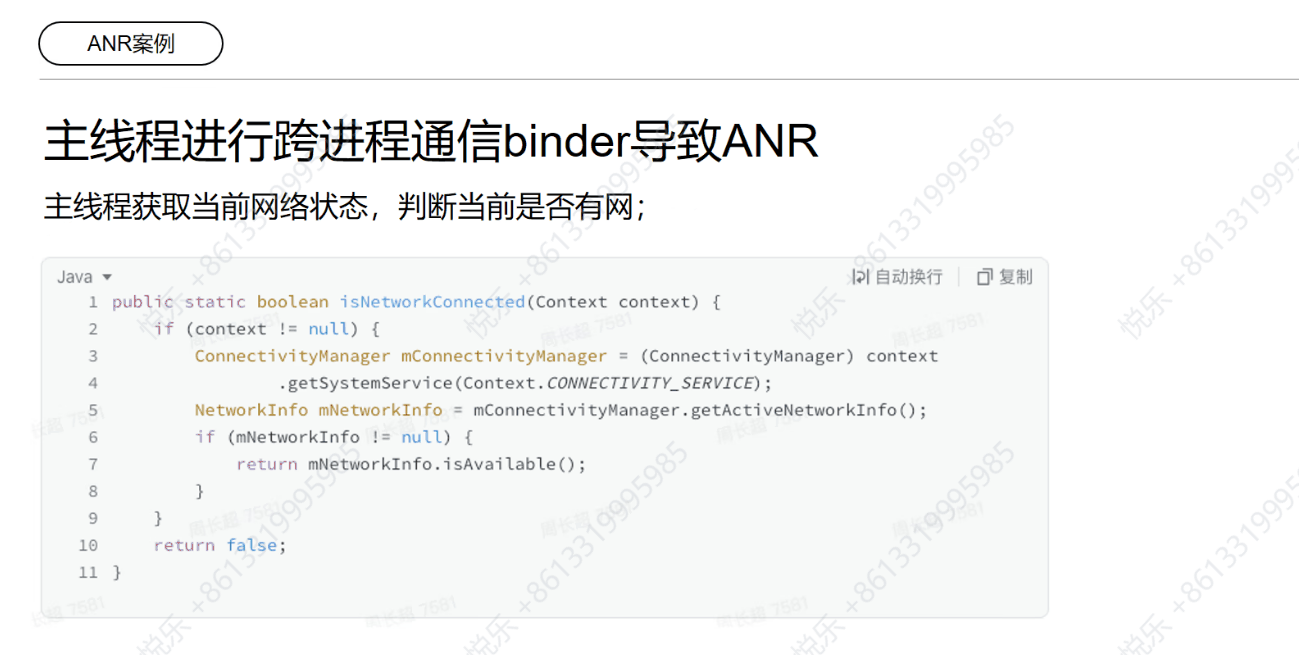 ANR案例
主线程进行跨进程通信binder导致ANR
主线程获取当前网络状态，判断当前是否有网；
Java 自动换行 复制
1 public static boolean isNetworkConnected(Context context) {
2 if (context != null) {
3 ConnectivityManager mConnectivityManager = (ConnectivityManager) context
4 .getSystemService(Context.CONNECTIVITY_SERVICE);
5 NetworkInfo mNetworkInfo = mConnectivityManager.getActiveNetworkInfo();
6 if (mNetworkInfo != null) {
7 return mNetworkInfo.isAvailable();
8 }
9 }
10 return false;
11 }
悦乐 +8613319995985
周长超 7581